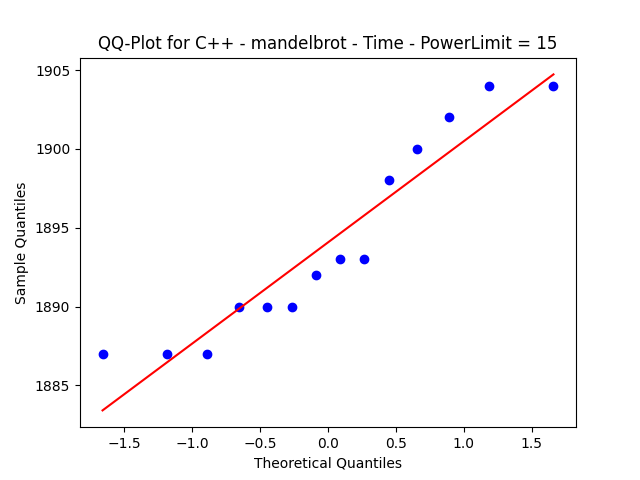 QQ-Plot for C++ - mandelbrot - Time - PowerLimit = 15
1905
1900
1895
1890
1885
Sample Quantiles
−1.5 −1.0 −0.5 0.0 0.5 1.0 1.5
Theoretical Quantiles